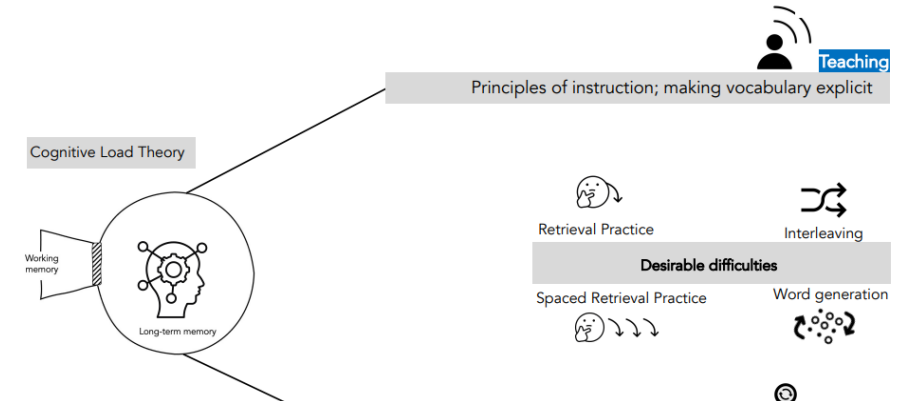 Teaching
Principles of instruction; making vocabulary explicit
Cognitive Load Theory
Retrieval Practice
Interleaving
Working
memory
Desirable difficulties
Spaced Retrieval Practice
Word generation
Long-term memory